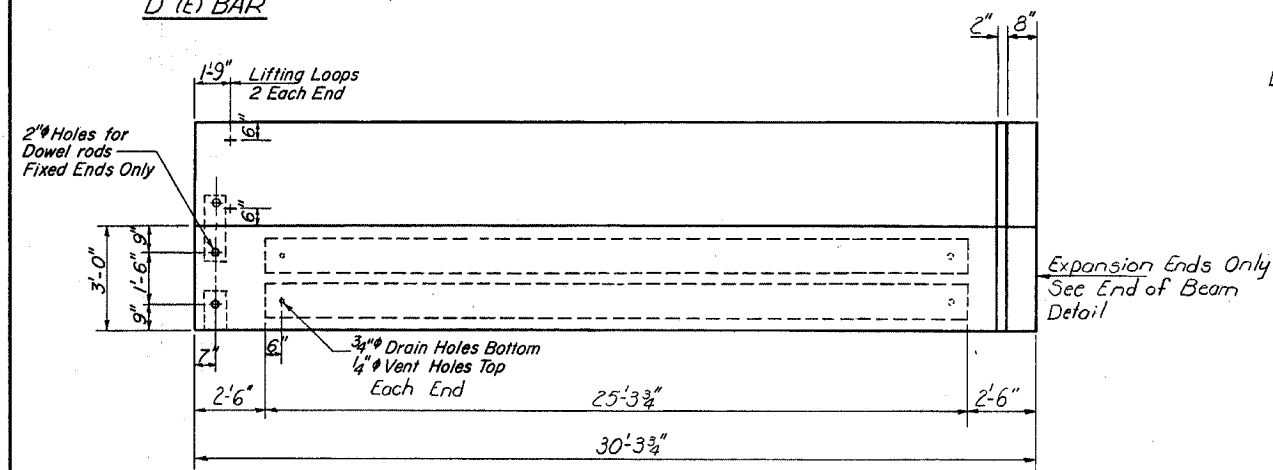 D (E) BAR
2" 8"
1'-9" Lifting Loops
2 Each End
2"ϕ Holes for
Dowel rods
Fixed Ends Only
6"
6"
3'-0"
9"
1'-6"
9"
7"
6"
3/4"ϕ Drain Holes Bottom
1/4"ϕ Vent Holes Top
Each End
Expansion Ends Only
See End of Beam
Detail
2'-6" 25'-3 3/4" 2'-6"
30'-3 3/4"